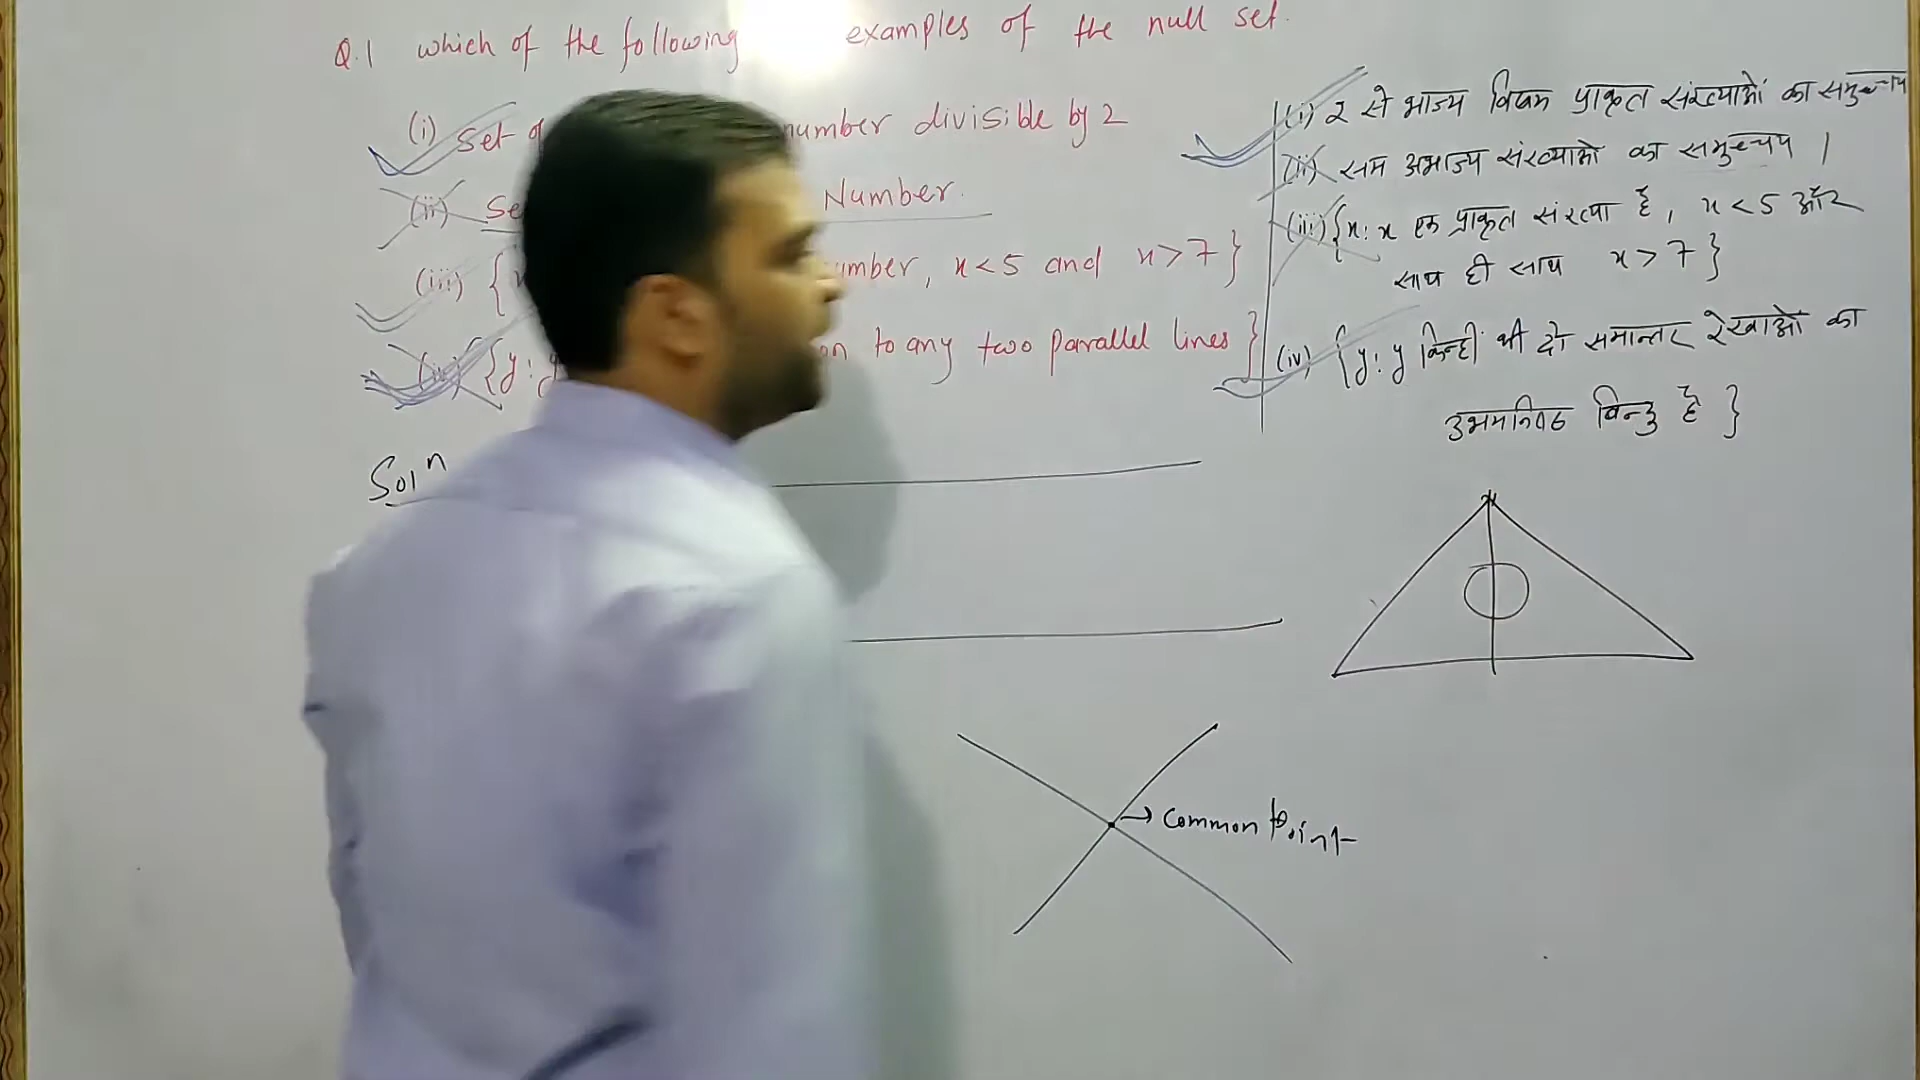 Q.1 which of the following examples of the null set.
(i) Set of number divisible by 2
(ii) Se Number.
(iii) { umber, x<5 and x>7}
(iv) {y: y on to any two parallel lines}
Solⁿ
(i) 2 से भाज्य विषम प्राकृत संख्याओं का समुच्चय
(ii) सम अभाज्य संख्याओं का समुच्चय |
(iii) {x: x एक प्राकृत संख्या है, x<5 और
साथ ही साथ x>7}
(iv) {y: y किन्हीं भी दो समान्तर रेखाओं का
उभयनिष्ठ बिन्दु है }
→ Common Point